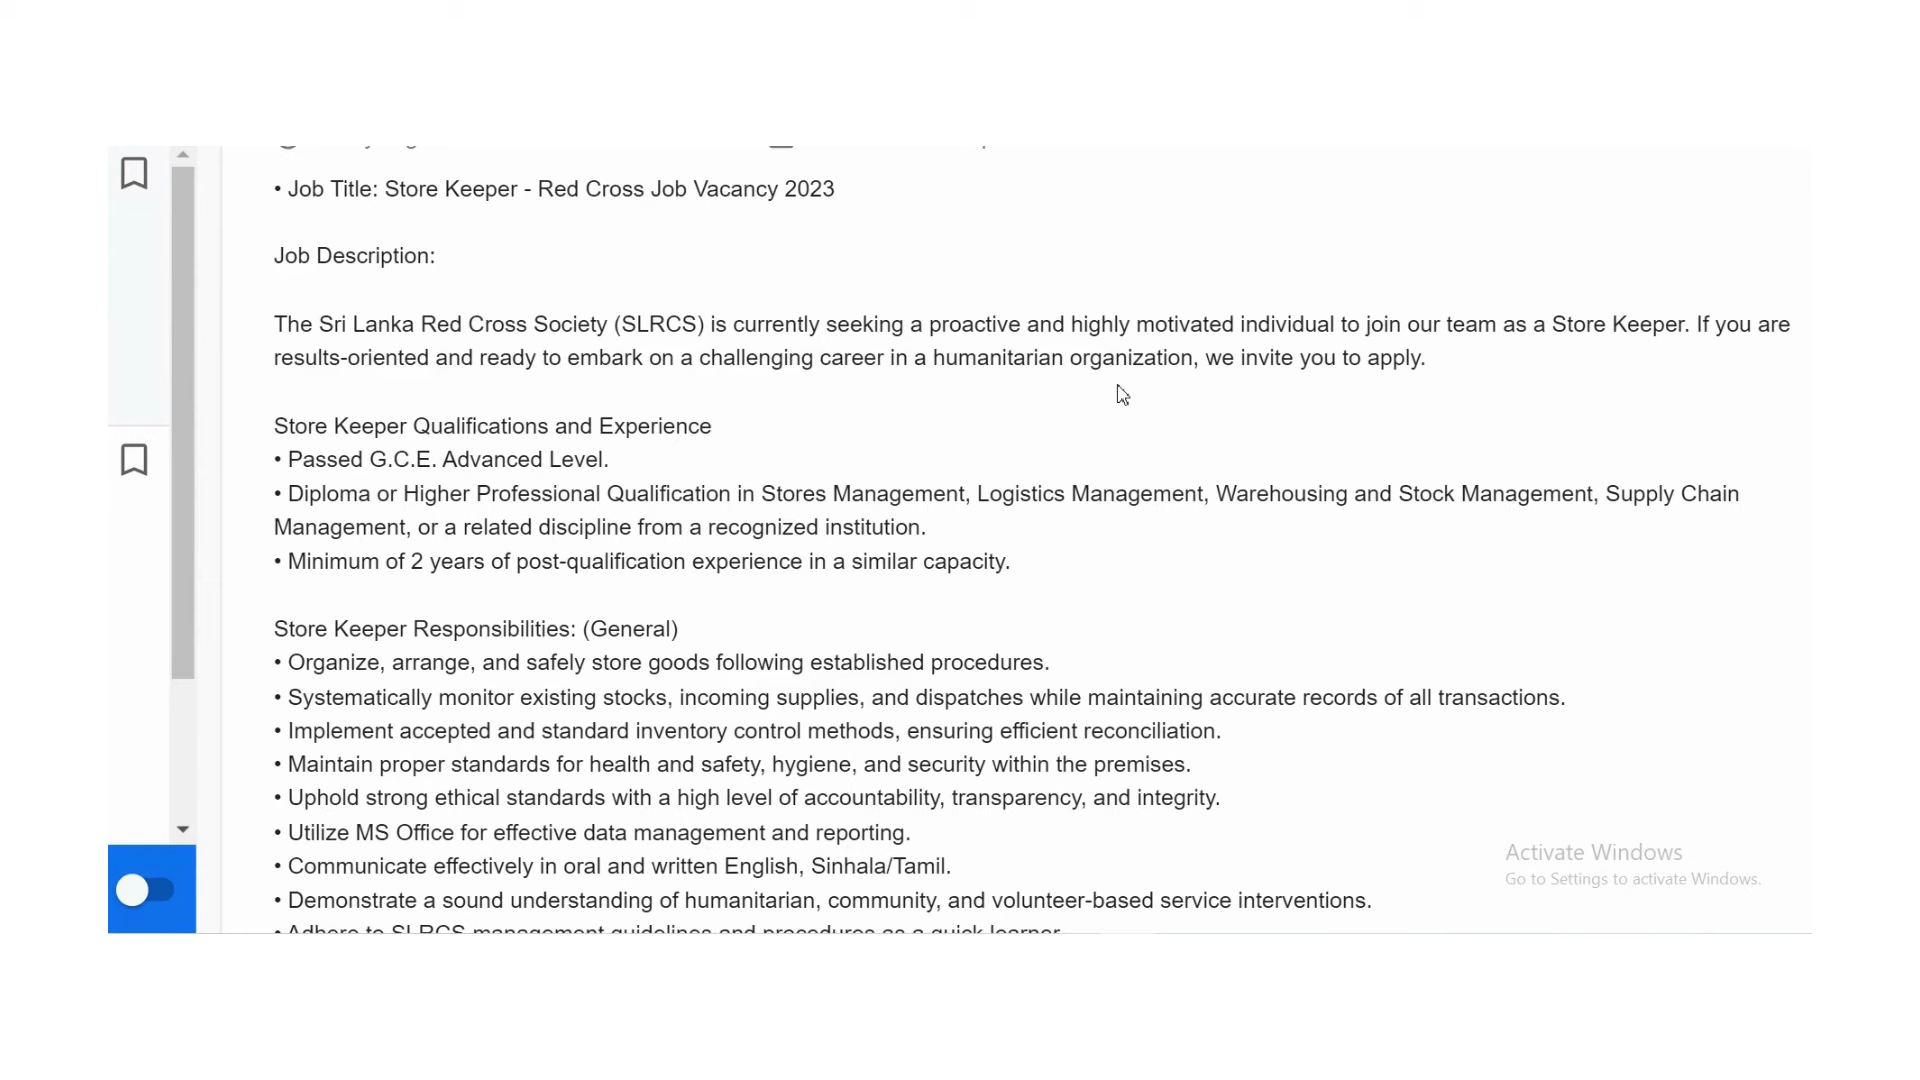 • Job Title: Store Keeper - Red Cross Job Vacancy 2023
Job Description:
The Sri Lanka Red Cross Society (SLRCS) is currently seeking a proactive and highly motivated individual to join our team as a Store Keeper. If you are
results-oriented and ready to embark on a challenging career in a humanitarian organization, we invite you to apply.
Store Keeper Qualifications and Experience
• Passed G.C.E. Advanced Level.
• Diploma or Higher Professional Qualification in Stores Management, Logistics Management, Warehousing and Stock Management, Supply Chain
Management, or a related discipline from a recognized institution.
• Minimum of 2 years of post-qualification experience in a similar capacity.
Store Keeper Responsibilities: (General)
• Organize, arrange, and safely store goods following established procedures.
• Systematically monitor existing stocks, incoming supplies, and dispatches while maintaining accurate records of all transactions.
• Implement accepted and standard inventory control methods, ensuring efficient reconciliation.
• Maintain proper standards for health and safety, hygiene, and security within the premises.
• Uphold strong ethical standards with a high level of accountability, transparency, and integrity.
• Utilize MS Office for effective data management and reporting.
• Communicate effectively in oral and written English, Sinhala/Tamil.
• Demonstrate a sound understanding of humanitarian, community, and volunteer-based service interventions.
• Adhere to SLRCS management guidelines and procedures as a quick learner
Activate Windows
Go to Settings to activate Windows.